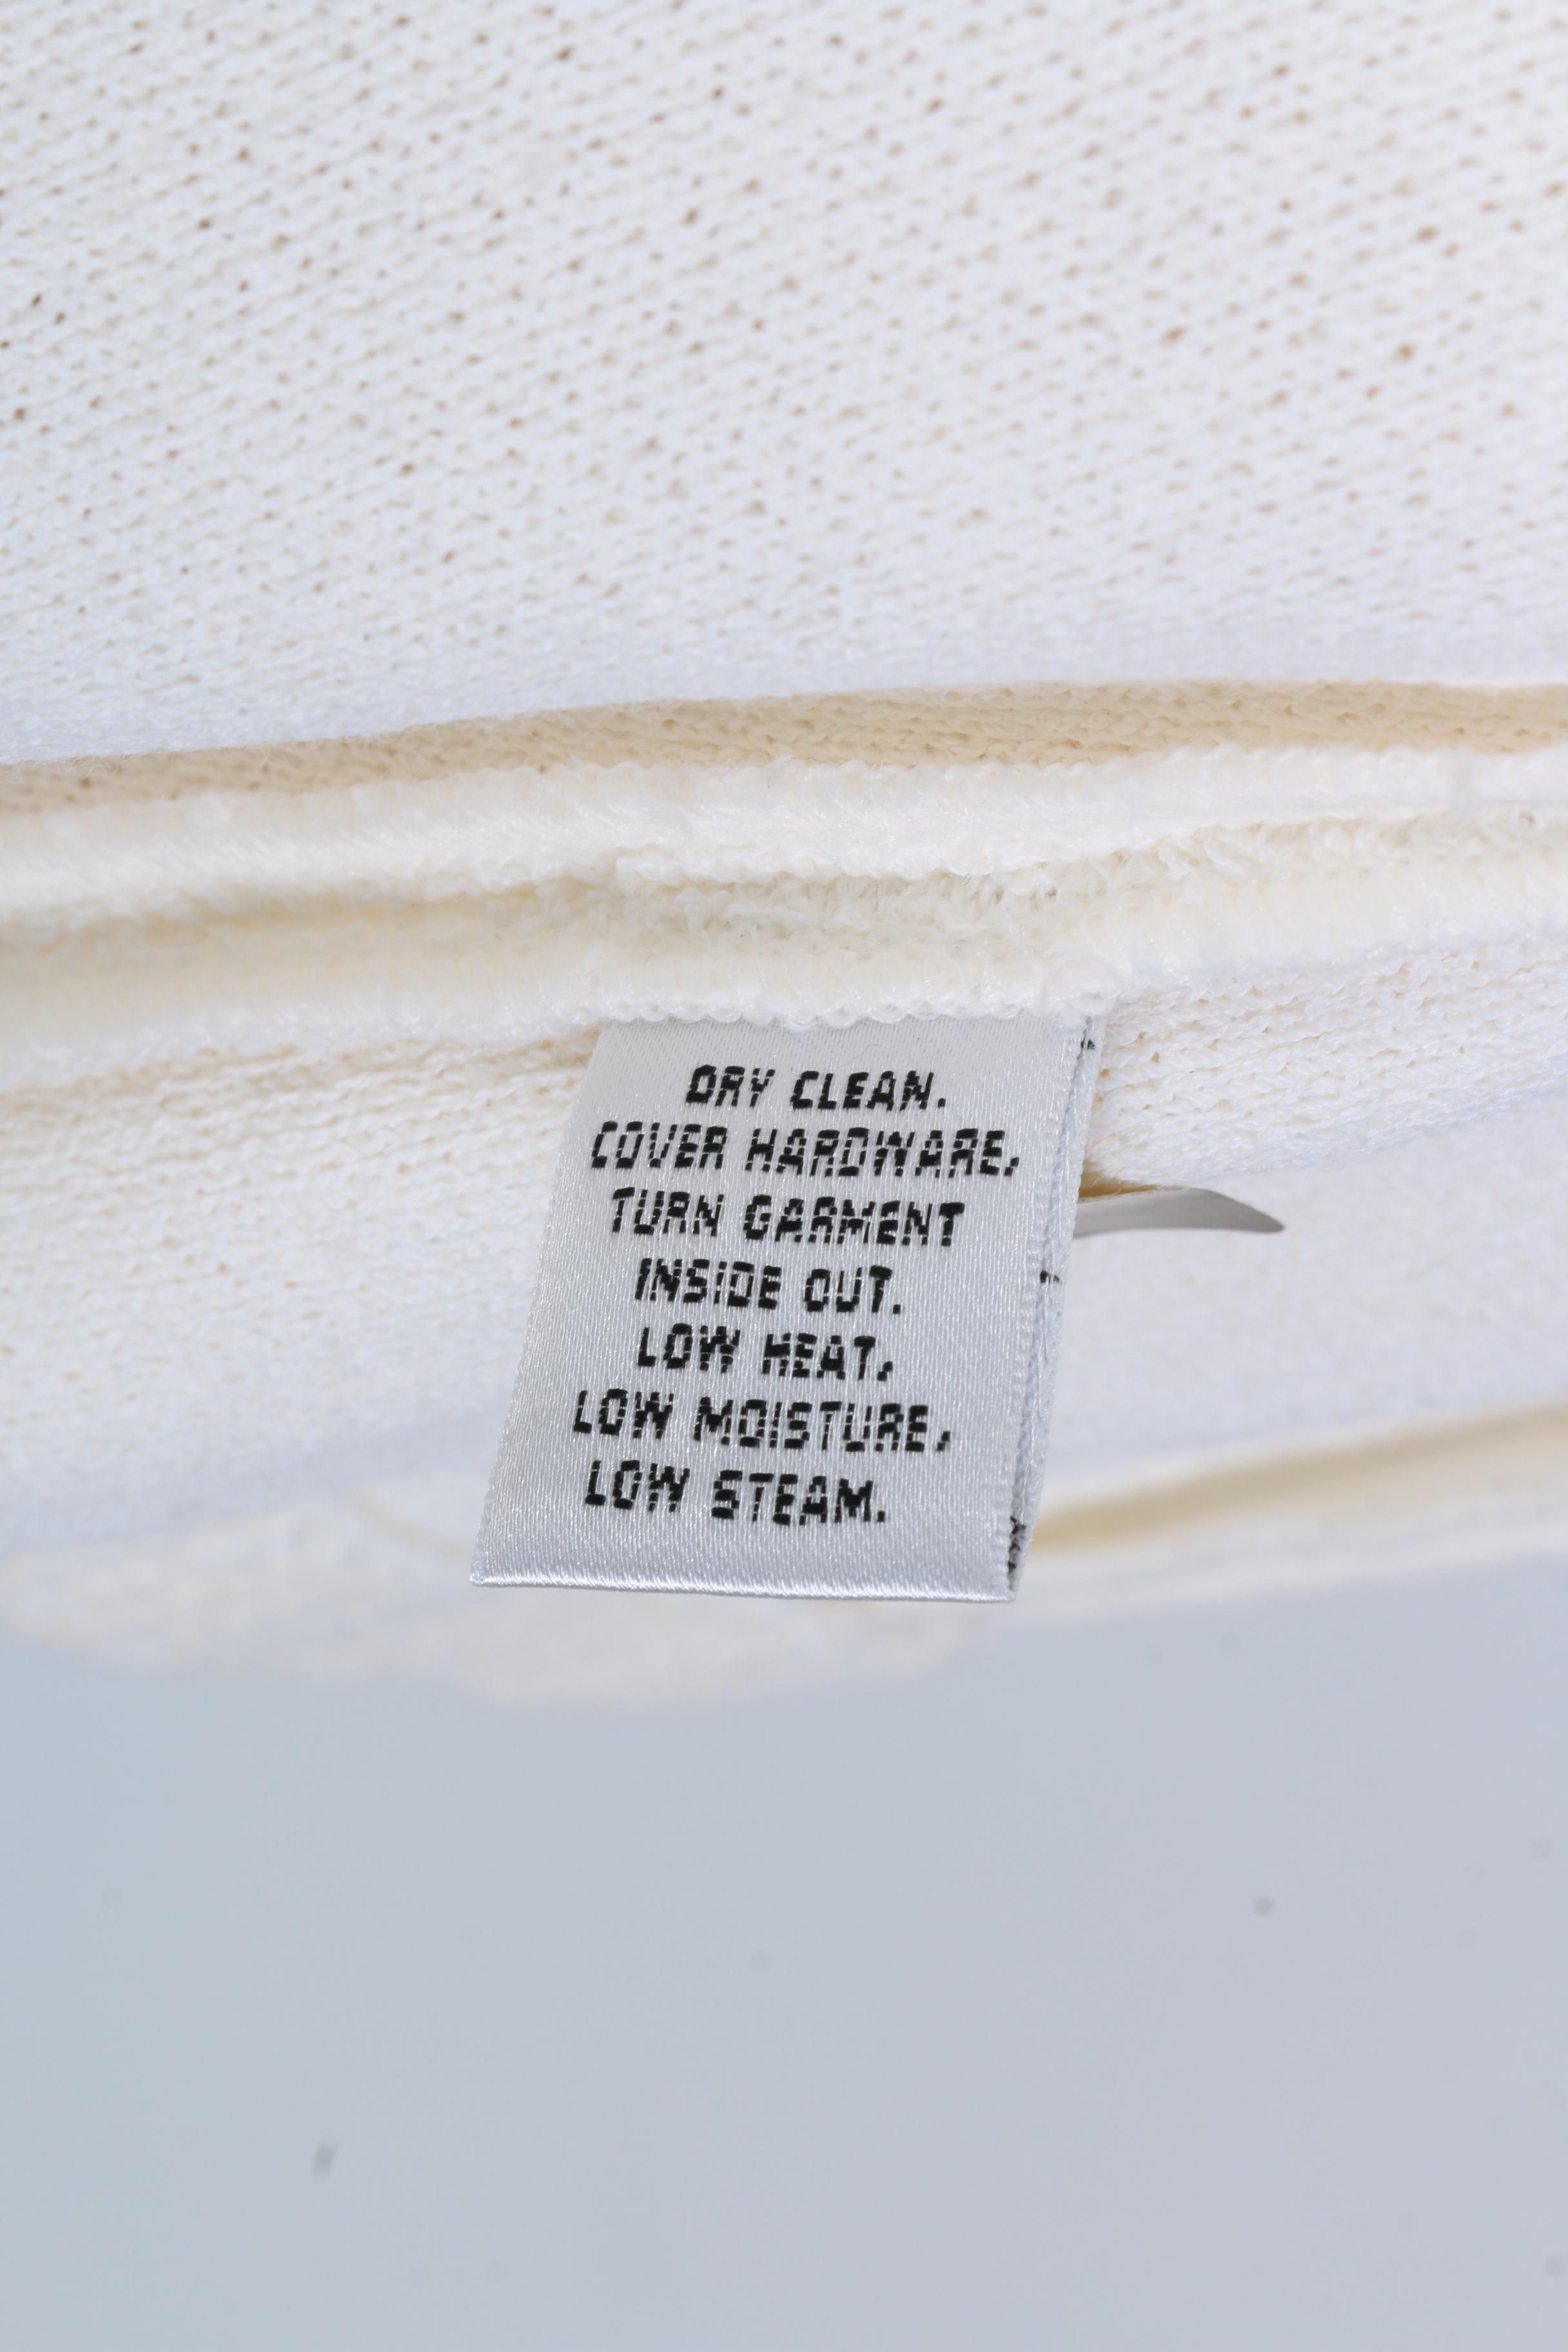 DRY CLEAN.
COVER HARDWARE,
TURN GARMENT
INSIDE OUT.
LOW HEAT,
LOW MOISTURE,
LOW STEAM.